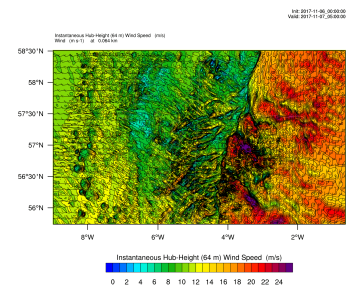 Init: 2017-11-06_00:00:00
Valid: 2017-11-07_05:00:00
Instantaneous Hub-Height (64 m) Wind Speed (m/s)
Wind (m s-1) at 0.064 km
58°30'N
58°N
57°30'N
57°N
56°30'N
56°N
8°W 6°W 4°W 2°W
Instantaneous Hub-Height (64 m) Wind Speed (m/s)
0 2 4 6 8 10 12 14 16 18 20 22 24